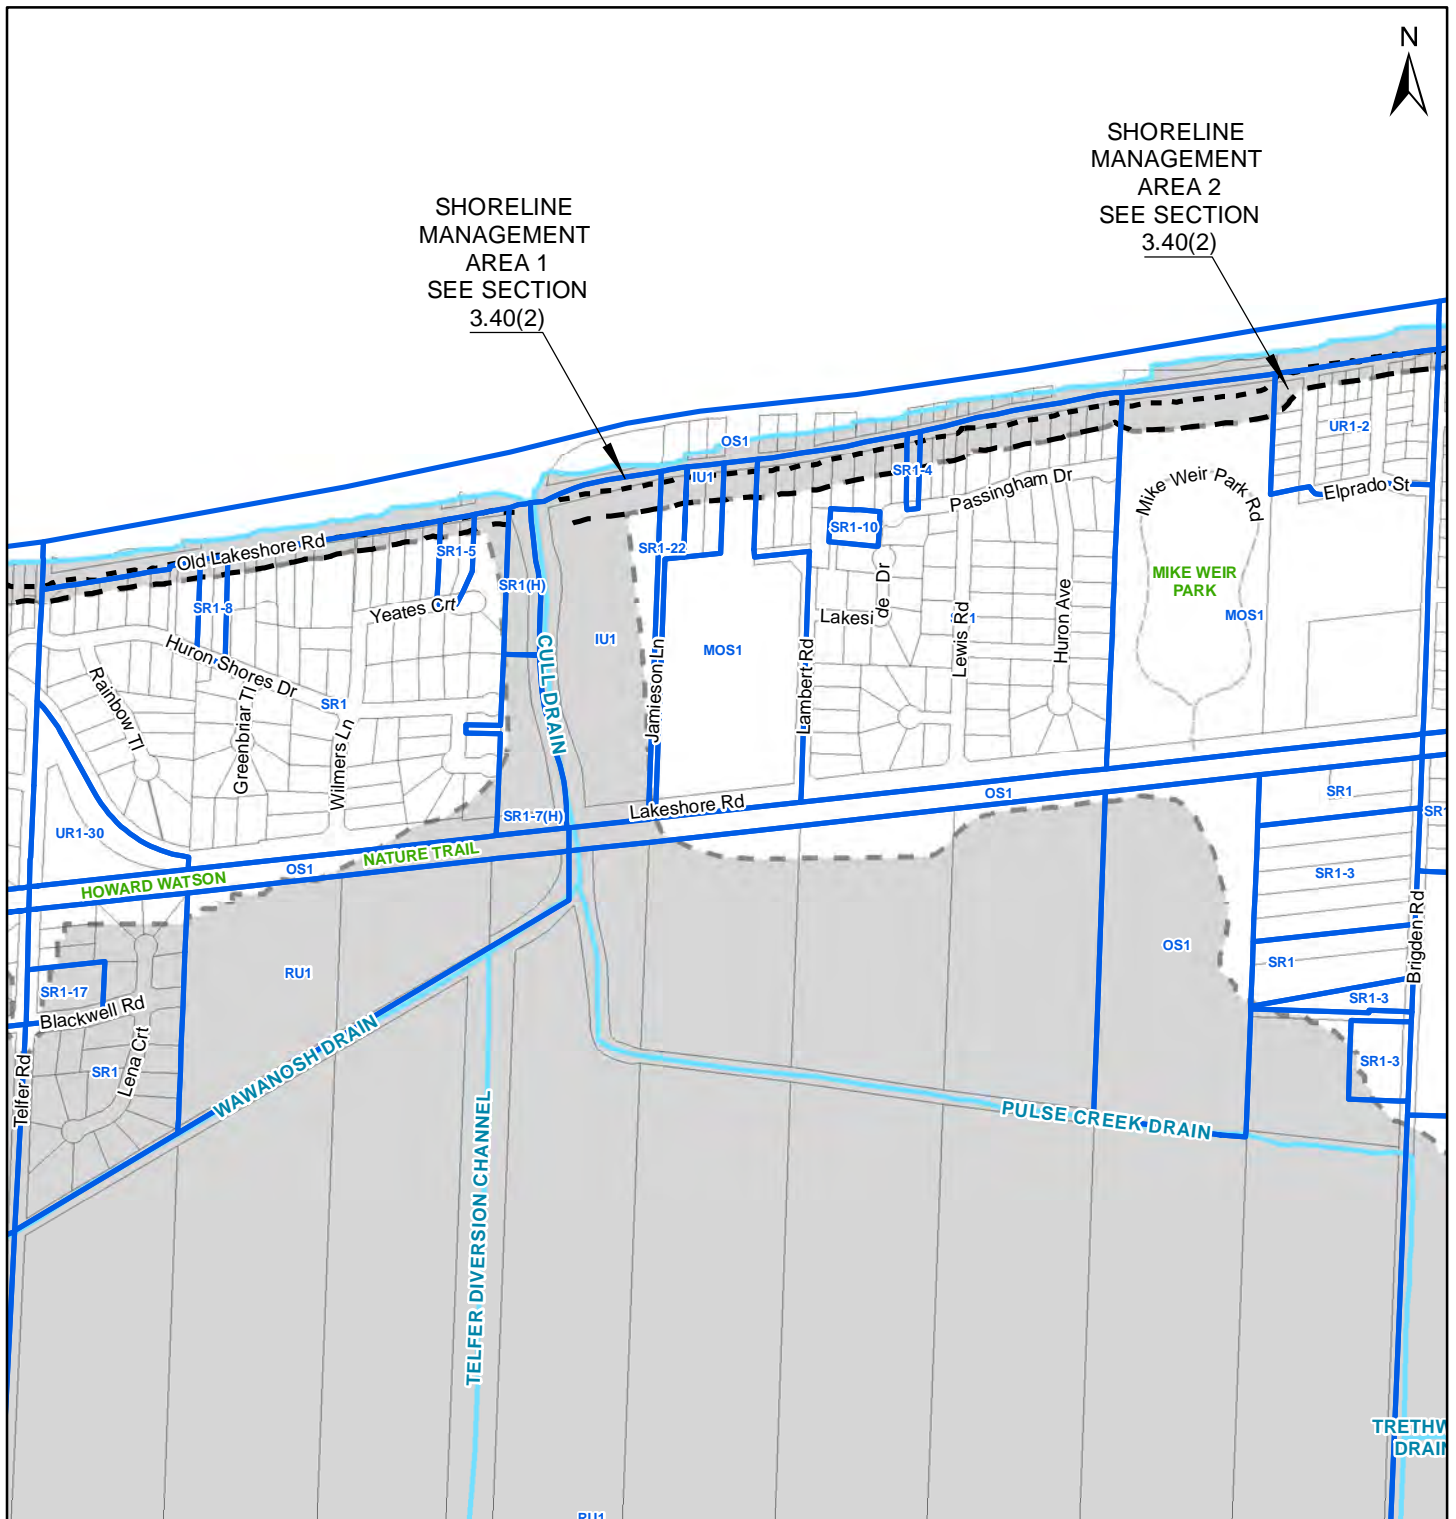 N
SHORELINE
MANAGEMENT
AREA 2
SEE SECTION
3.40(2)
SHORELINE
MANAGEMENT
AREA 1
SEE SECTION
3.40(2)
UR1-2
OS1
SR1-4
IU1
Passingham Dr
Mike Weir Park Rd
Elprado St
SR1-10
Old Lakeshore Rd
SR1-5
SR1-22
SR1(H)
MIKE WEIR
PARK
SR1-8
Yeates Crt
Lakeside Dr
Lewis Rd
Huron Ave
MOS1
IU1
CULL DRAIN
Jamieson Ln
MOS1
Lambert Rd
Huron Shores Dr
Rainbow Tl
Greenbriar Tl
SR1
Wilmers Ln
Lakeshore Rd
OS1
SR1
SR1-7(H)
UR1-30
NATURE TRAIL
OS1
HOWARD WATSON
SR1-3
Brigden Rd
OS1
SR1
RU1
SR1-17
SR1-3
Blackwell Rd
WAWANOSH DRAIN
SR1-3
SR1
Lena Crt
Telfer Rd
PULSE CREEK DRAIN
TELFER DIVERSION CHANNEL
RU1